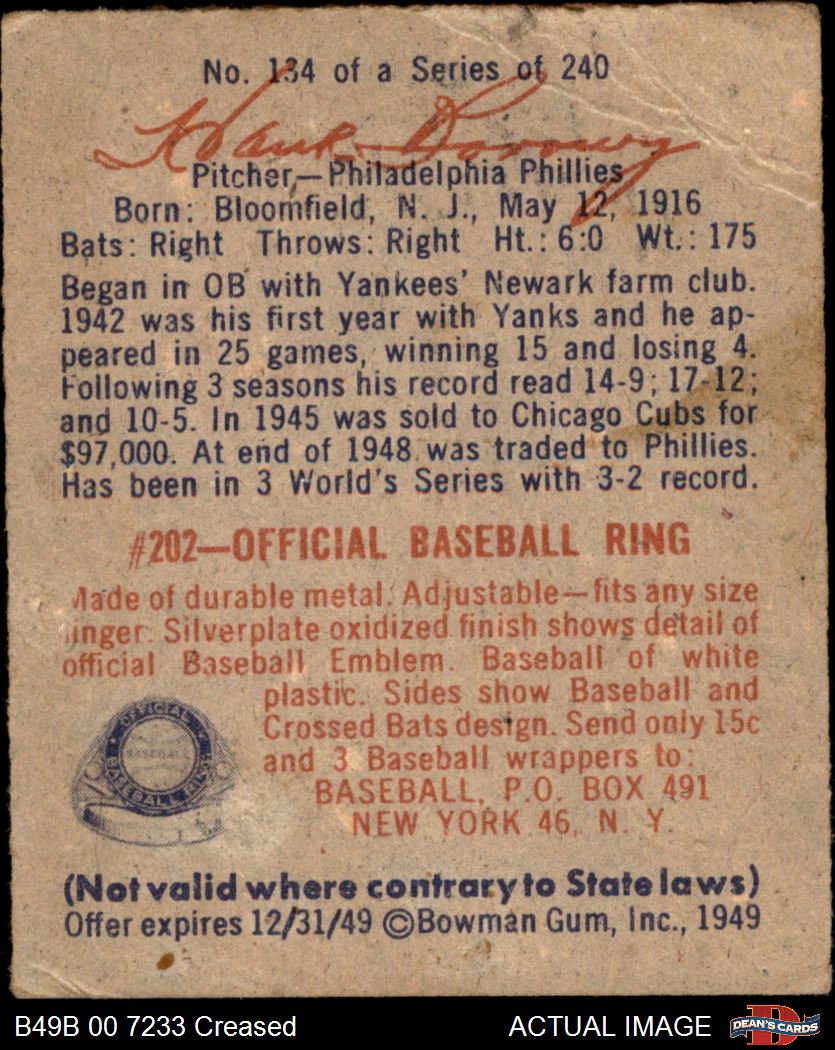 No. 134 of a Series of 240
Hank Borowy
Pitcher,—Philadelphia Phillies
Born: Bloomfield, N. J., May 12, 1916
Bats: Right Throws: Right Ht.: 6:0 Wt.: 175
Began in OB with Yankees' Newark farm club.
1942 was his first year with Yanks and he ap-
peared in 25 games, winning 15 and losing 4.
Following 3 seasons his record read 14-9; 17-12;
and 10-5. In 1945 was sold to Chicago Cubs for
$97,000. At end of 1948 was traded to Phillies.
Has been in 3 World's Series with 3-2 record.
#202—OFFICIAL BASEBALL RING
Made of durable metal. Adjustable—fits any size
finger. Silverplate oxidized finish shows detail of
official Baseball Emblem. Baseball of white
plastic. Sides show Baseball and
Crossed Bats design. Send only 15c
and 3 Baseball wrappers to:
BASEBALL, P.O. BOX 491
NEW YORK 46, N. Y.
OFFICIAL
BASEBALL
BASEBALL RING
(Not valid where contrary to State laws)
Offer expires 12/31/49 ©Bowman Gum, Inc., 1949
B49B 00 7233 Creased
ACTUAL IMAGE
DEAN'S CARDS